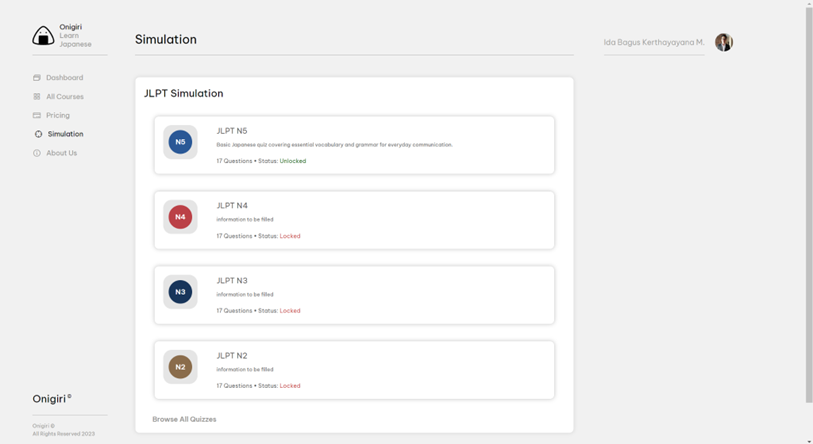 Onigiri
Learn
Japanese
Dashboard
All Courses
Pricing
Simulation
About Us
Onigiri ©
Onigiri ©
All Rights Reserved 2023
Simulation
Ida Bagus Kerthayayana M.
JLPT Simulation
N5
JLPT N5
Basic Japanese quiz covering essential vocabulary and grammar for everyday communication.
17 Questions • Status: Unlocked
N4
JLPT N4
information to be filled
17 Questions • Status: Locked
N3
JLPT N3
information to be filled
17 Questions • Status: Locked
N2
JLPT N2
information to be filled
17 Questions • Status: Locked
Browse All Quizzes